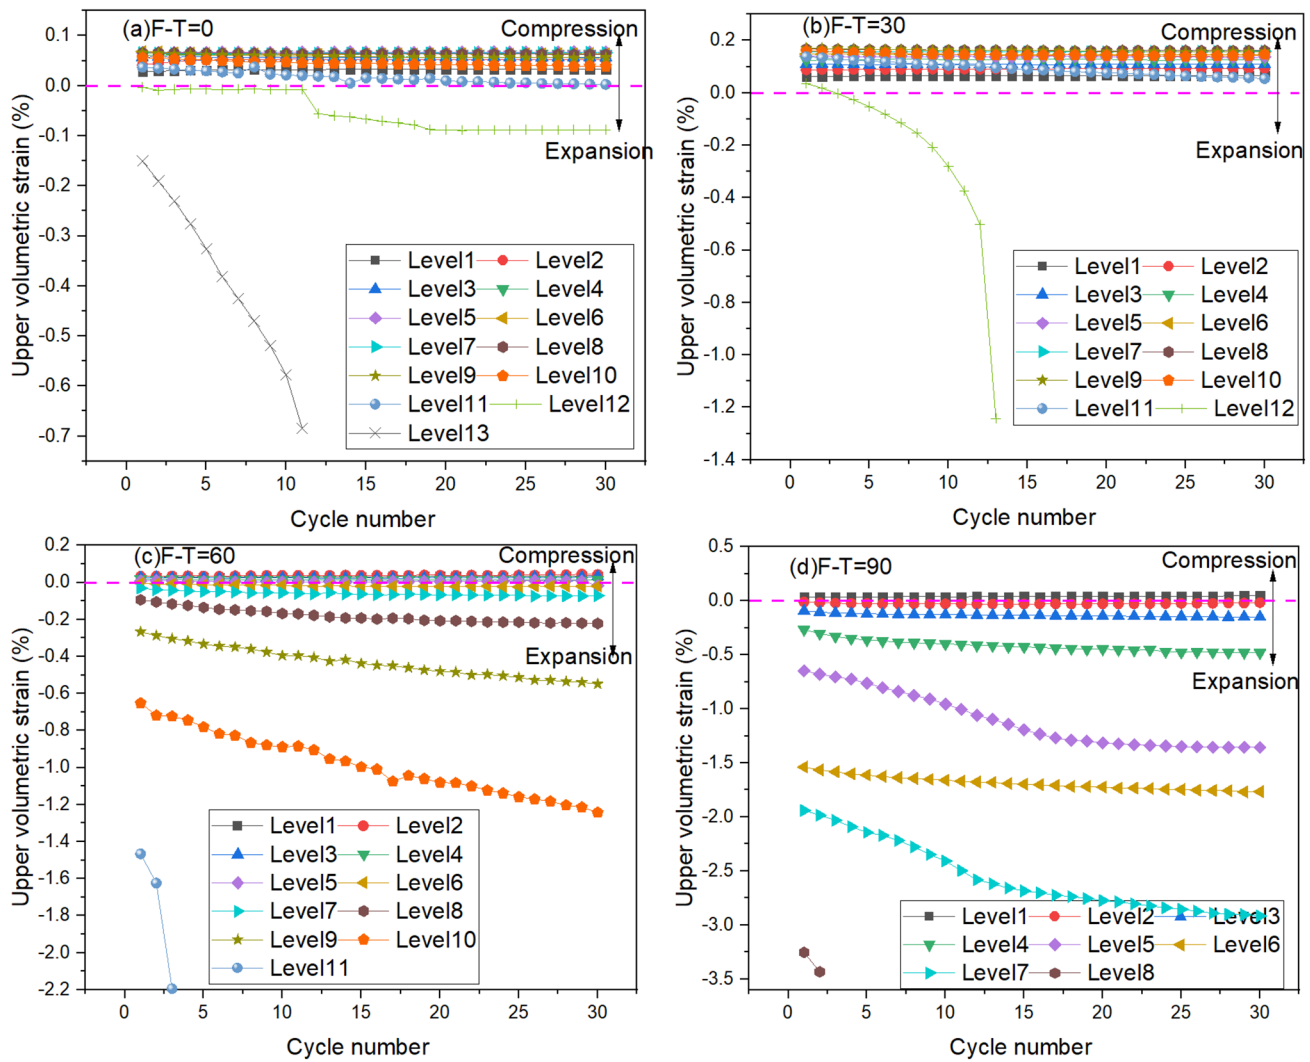 (a)F-T=0
Compression
Expansion
0.1
0.0
-0.1
-0.2
-0.3
-0.4
-0.5
-0.6
-0.7
Upper volumetric strain (%)
Level1 Level2
Level3 Level4
Level5 Level6
Level7 Level8
Level9 Level10
Level11 Level12
Level13
0 5 10 15 20 25 30
Cycle number
(b)F-T=30
Compression
Expansion
0.2
0.0
-0.2
-0.4
-0.6
-0.8
-1.0
-1.2
-1.4
Upper volumetric strain (%)
Level1 Level2
Level3 Level4
Level5 Level6
Level7 Level8
Level9 Level10
Level11 Level12
0 5 10 15 20 25 30
Cycle number
(c)F-T=60
Compression
Expansion
0.2
0.0
-0.2
-0.4
-0.6
-0.8
-1.0
-1.2
-1.4
-1.6
-1.8
-2.0
-2.2
Upper volumetric strain (%)
Level1 Level2
Level3 Level4
Level5 Level6
Level7 Level8
Level9 Level10
Level11
0 5 10 15 20 25 30
Cycle number
(d)F-T=90
Compression
Expansion
0.5
0.0
-0.5
-1.0
-1.5
-2.0
-2.5
-3.0
-3.5
Upper volumetric strain (%)
Level1 Level2 Level3
Level4 Level5 Level6
Level7 Level8
0 5 10 15 20 25 30
Cycle number